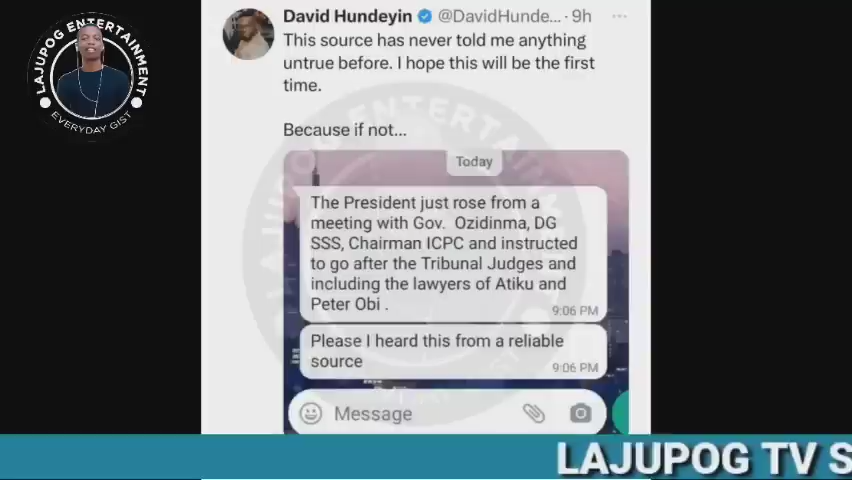 LAJUPOG ENTERTAINMENT
EVERYDAY GIST
David Hundeyin @DavidHunde... · 9h
This source has never told me anything
untrue before. I hope this will be the first
time.
Because if not...
Today
The President just rose from a
meeting with Gov. Ozidinma, DG
SSS, Chairman ICPC and instructed
to go after the Tribunal Judges and
including the lawyers of Atiku and
Peter Obi .
9:06 PM
Please I heard this from a reliable
source
9:06 PM
Message
LAJUPOG TV S